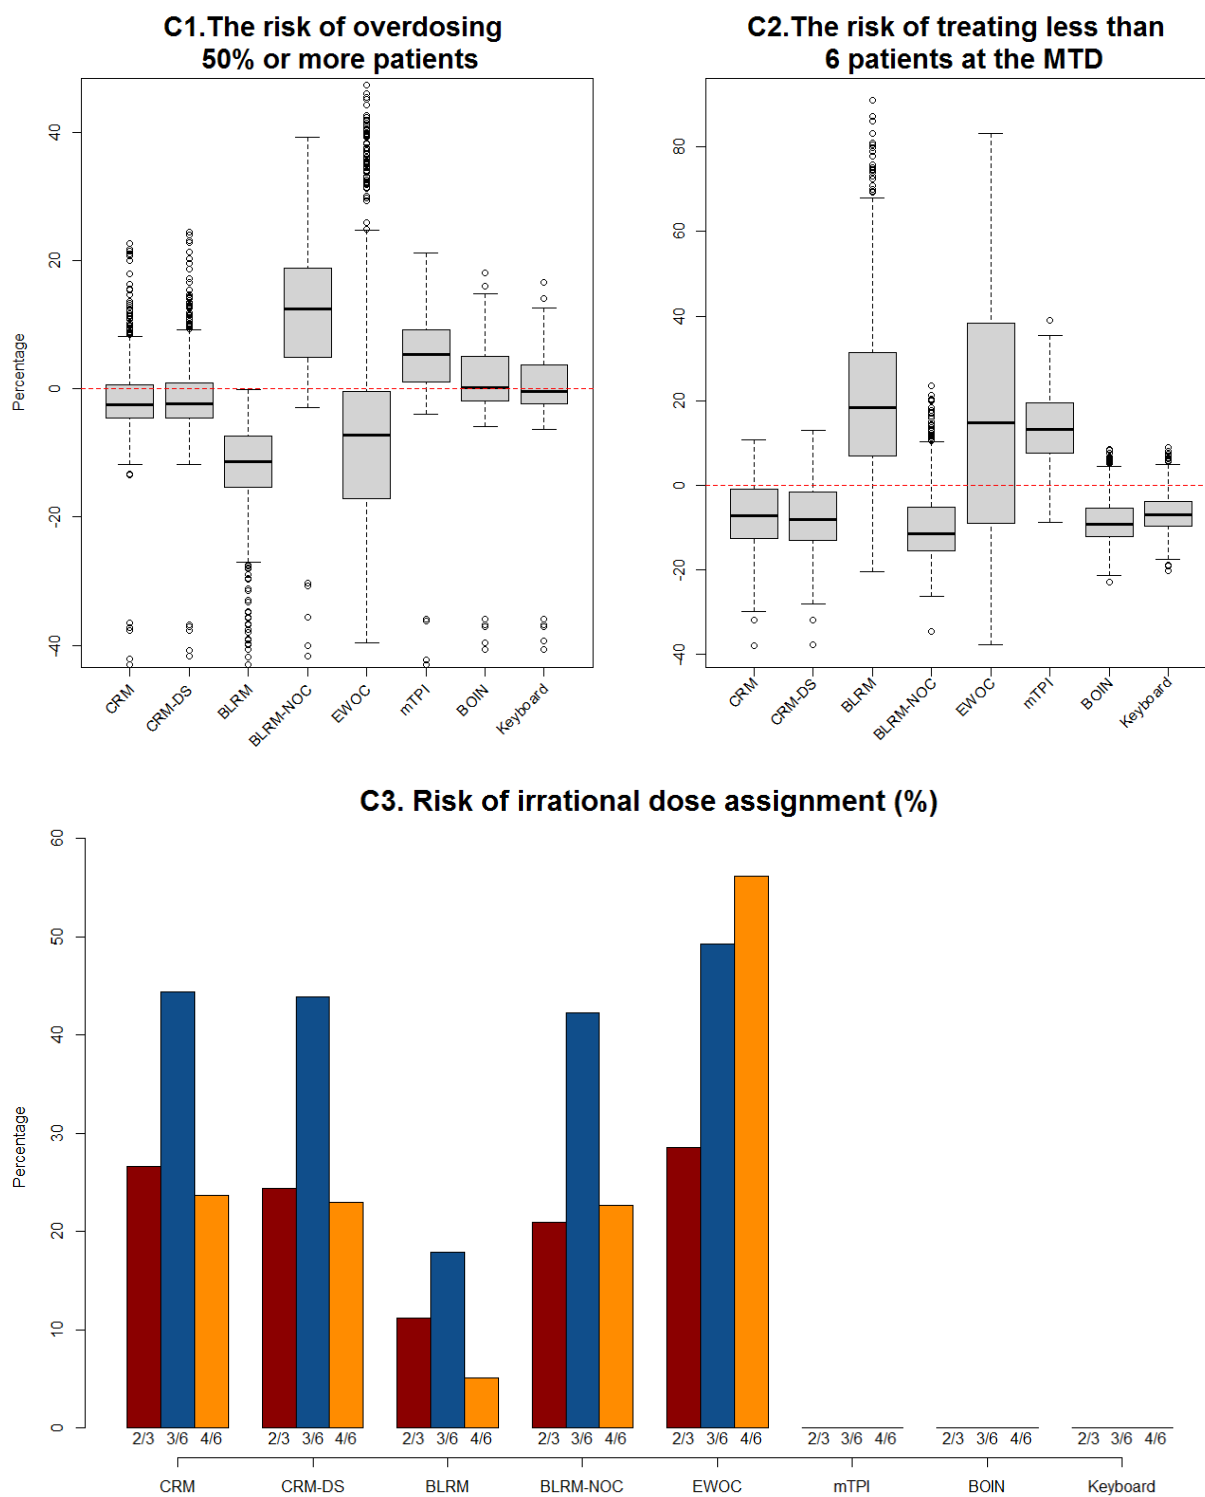 C1.The risk of overdosing
50% or more patients
Percentage
40
20
0
-20
-40
CRM
CRM-DS
BLRM
BLRM-NOC
EWOC
mTPI
BOIN
Keyboard
C2.The risk of treating less than
6 patients at the MTD
80
60
40
20
0
-20
-40
CRM
CRM-DS
BLRM
BLRM-NOC
EWOC
mTPI
BOIN
Keyboard
C3. Risk of irrational dose assignment (%)
Percentage
60
50
40
30
20
10
0
2/3 3/6 4/6 2/3 3/6 4/6 2/3 3/6 4/6 2/3 3/6 4/6 2/3 3/6 4/6 2/3 3/6 4/6 2/3 3/6 4/6 2/3 3/6 4/6
CRM CRM-DS BLRM BLRM-NOC EWOC mTPI BOIN Keyboard